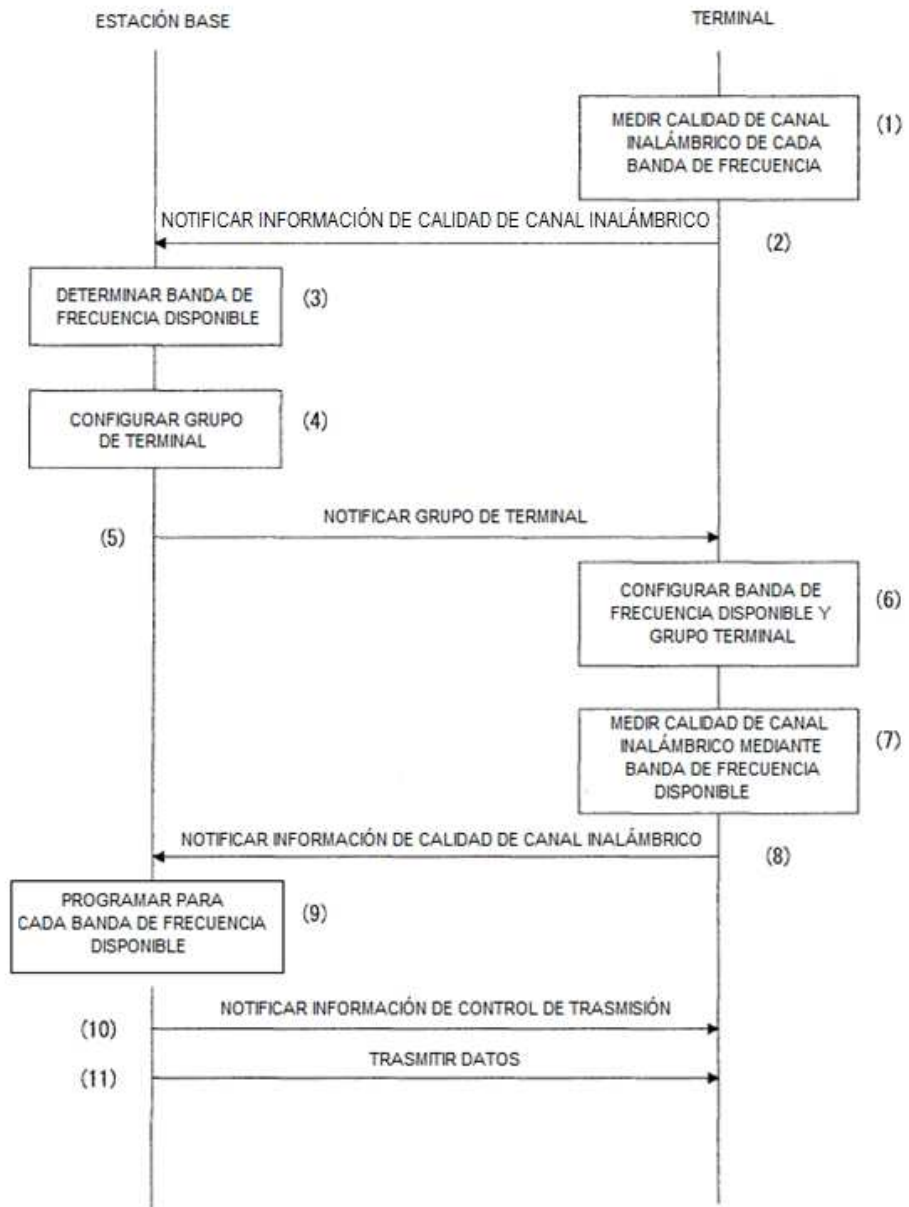 ESTACIÓN BASE
TERMINAL
MEDIR CALIDAD DE CANAL
INALÁMBRICO DE CADA
BANDA DE FRECUENCIA
(1)
NOTIFICAR INFORMACIÓN DE CALIDAD DE CANAL INALÁMBRICO
(2)
DETERMINAR BANDA DE
FRECUENCIA DISPONIBLE
(3)
CONFIGURAR GRUPO
DE TERMINAL
(4)
(5)
NOTIFICAR GRUPO DE TERMINAL
CONFIGURAR BANDA DE
FRECUENCIA DISPONIBLE Y
GRUPO TERMINAL
(6)
MEDIR CALIDAD DE CANAL
INALÁMBRICO MEDIANTE
BANDA DE FRECUENCIA
DISPONIBLE
(7)
NOTIFICAR INFORMACIÓN DE CALIDAD DE CANAL INALÁMBRICO
(8)
PROGRAMAR PARA
CADA BANDA DE FRECUENCIA
DISPONIBLE
(9)
NOTIFICAR INFORMACIÓN DE CONTROL DE TRASMISIÓN
(10)
TRASMITIR DATOS
(11)